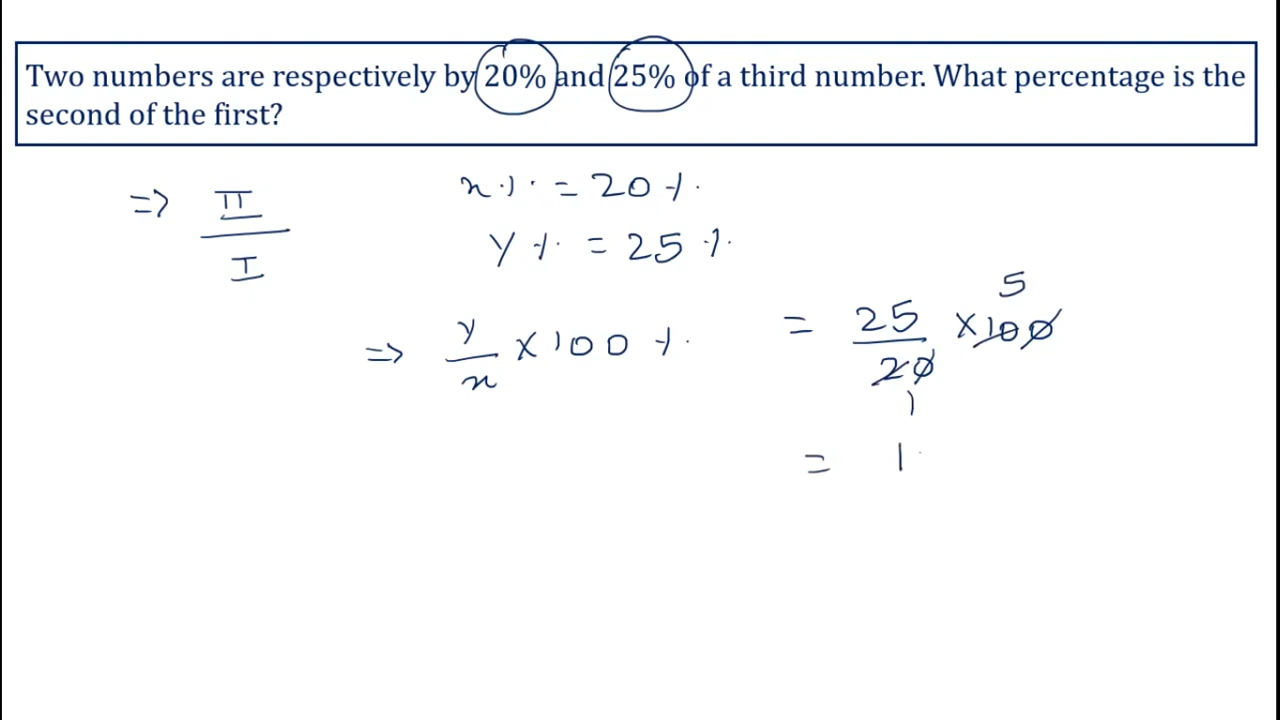 Two numbers are respectively by 20% and 25% of a third number. What percentage is the
second of the first?
=> II / I
x% = 20%
y% = 25%
=> y/x × 100%
= 25/20 × 100
5
1
= 1